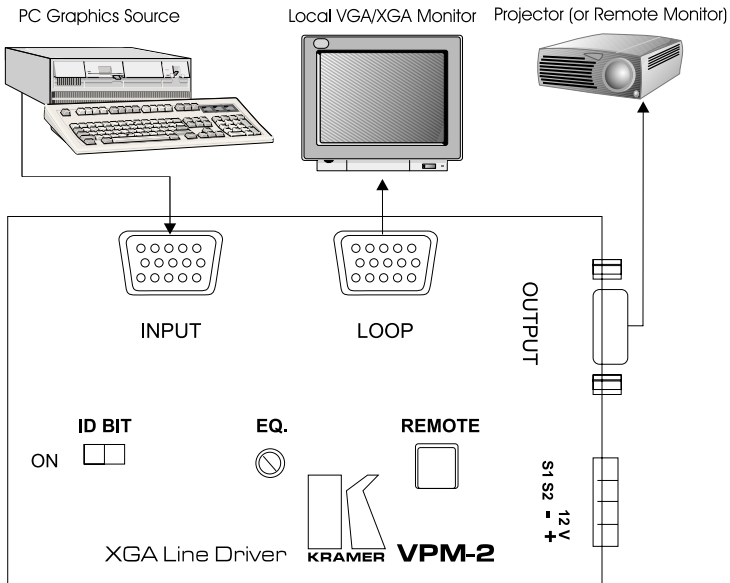 PC Graphics Source
Local VGA/XGA Monitor
Projector (or Remote Monitor)
INPUT
LOOP
OUTPUT
ID BIT
EQ.
REMOTE
ON
S1 S2 - +
12 V
XGA Line Driver
KRAMER
VPM-2